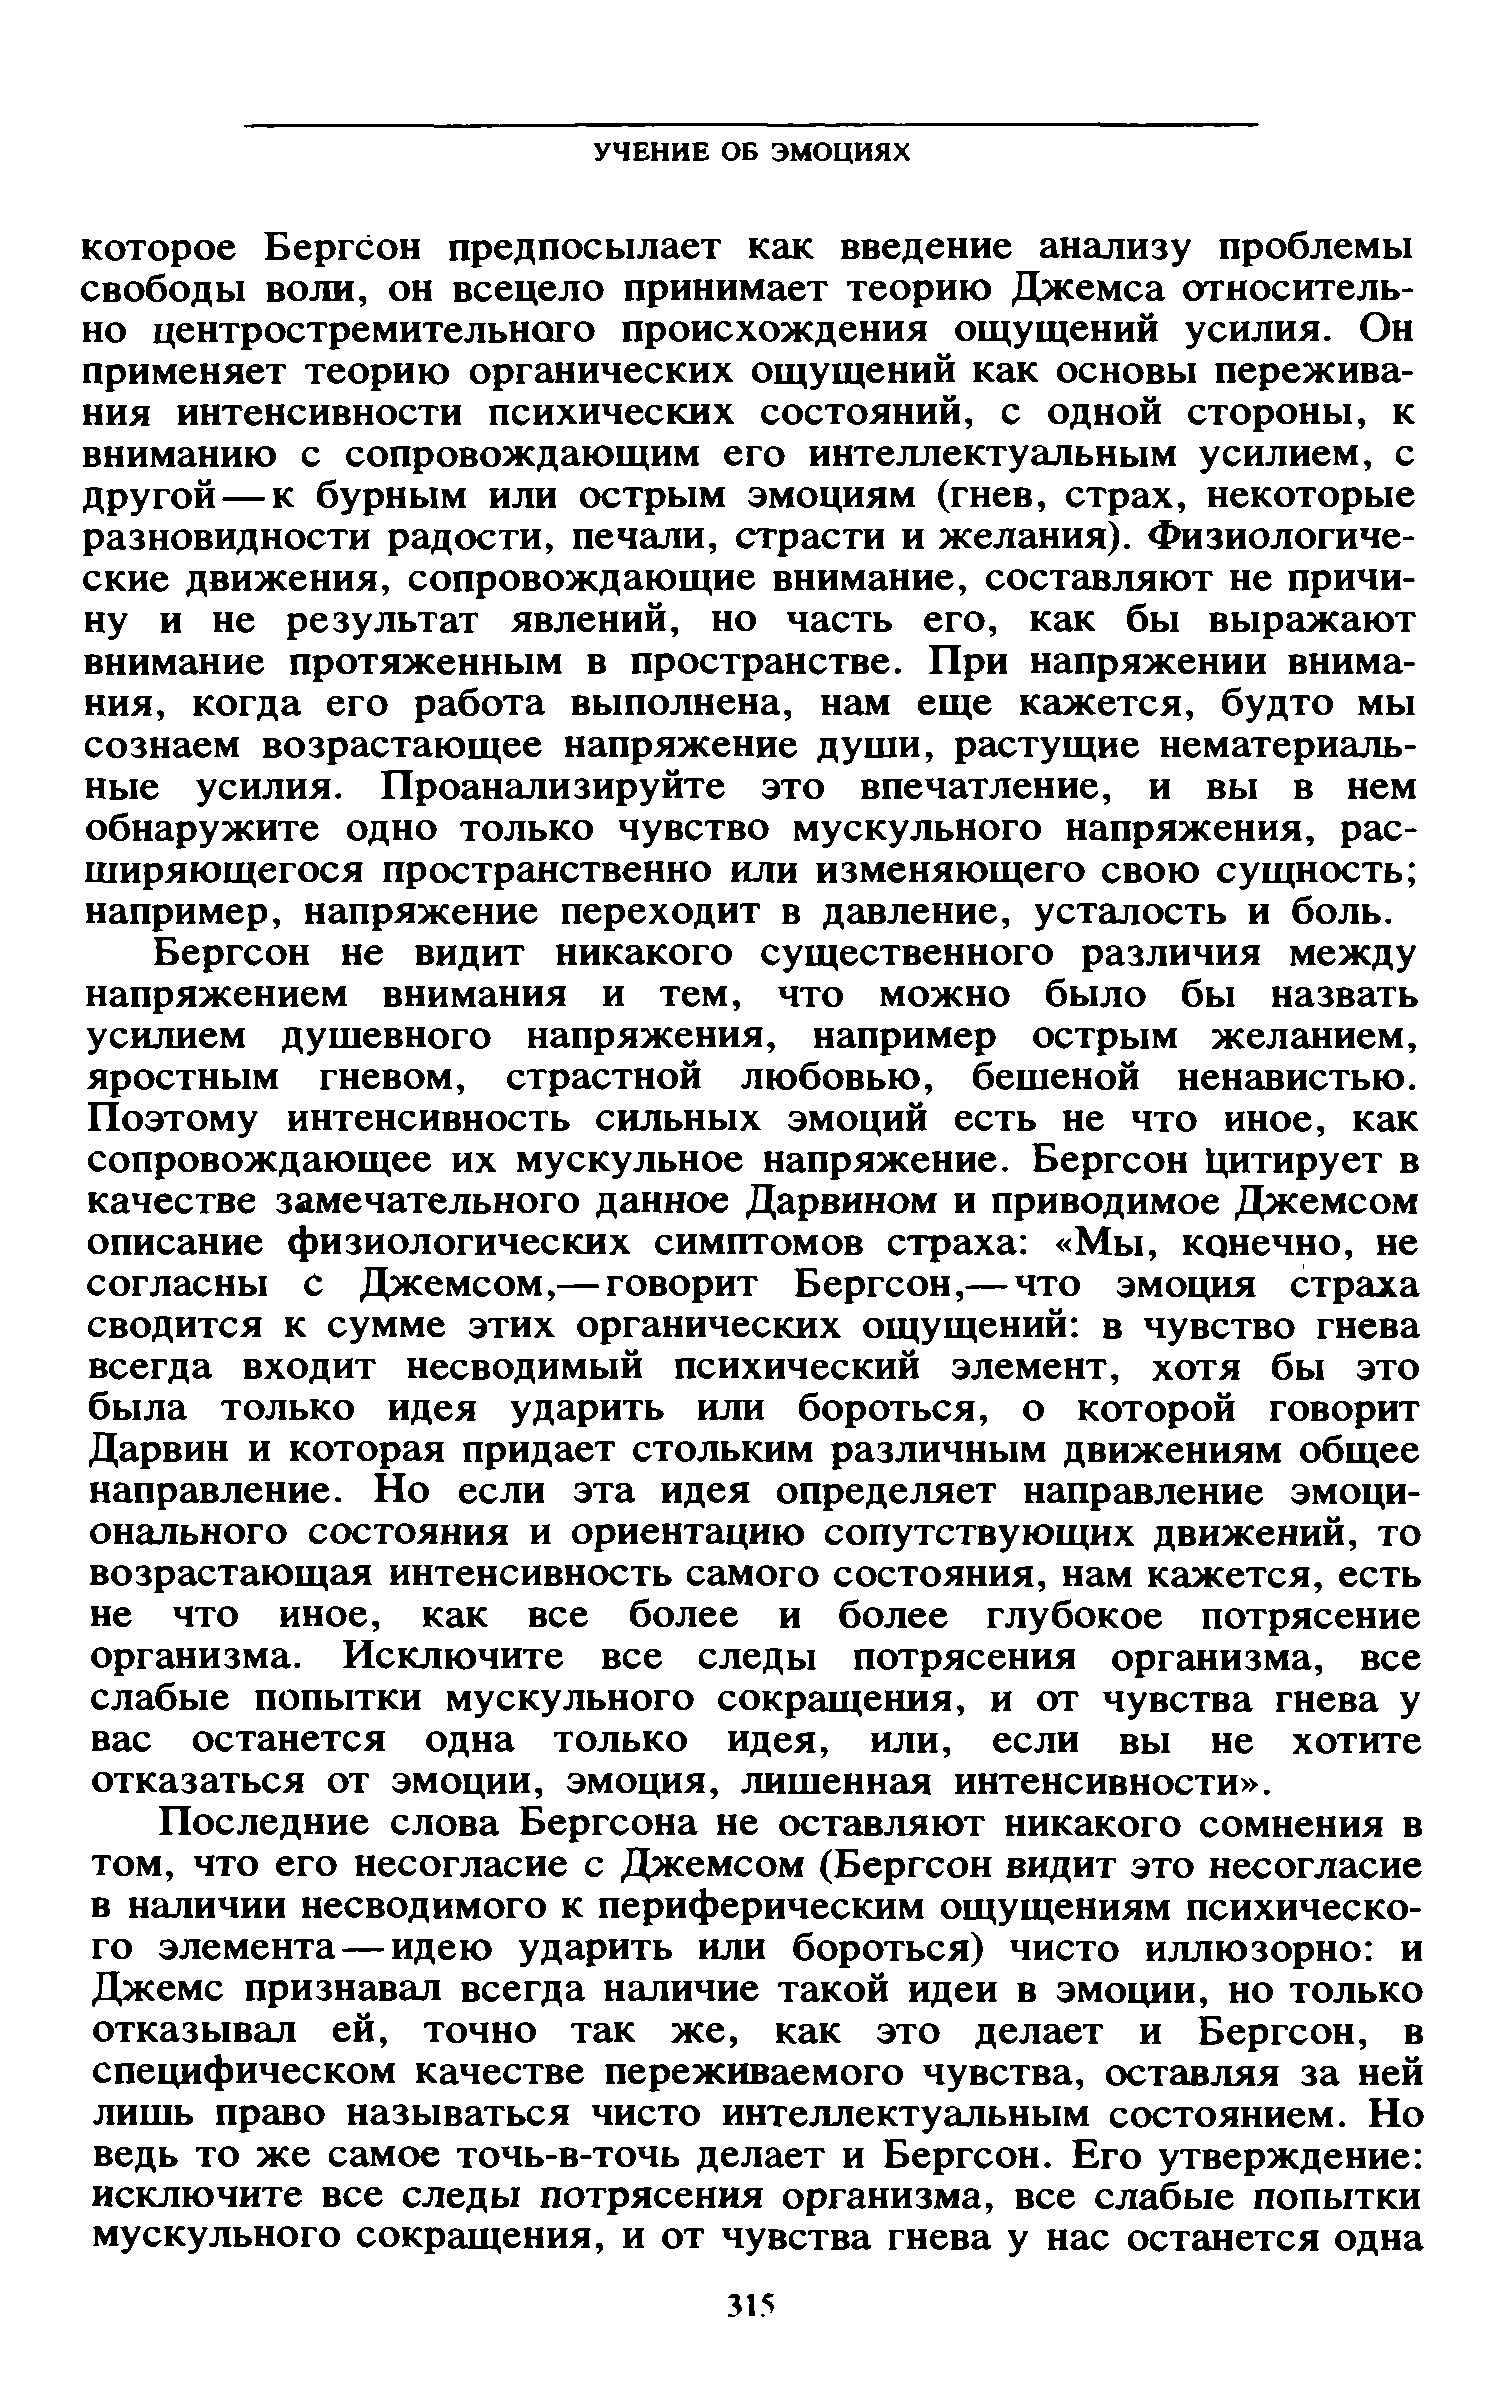 УЧЕНИЕ ОБ ЭМОЦИЯХ
которое Бергсон предпосылает как введение анализу проблемы
свободы воли, он всецело принимает теорию Джемса относитель-
но центростремительного происхождения ощущений усилия. Он
применяет теорию органических ощущений как основы пережива-
ния интенсивности психических состояний, с одной стороны, к
вниманию с сопровождающим его интеллектуальным усилием, с
другой—к бурным или острым эмоциям (гнев, страх, некоторые
разновидности радости, печали, страсти и желания). Физиологиче-
ские движения, сопровождающие внимание, составляют не причи-
ну и не результат явлений, но часть его, как бы выражают
внимание протяженным в пространстве. При напряжении внима-
ния, когда его работа выполнена, нам еще кажется, будто мы
сознаем возрастающее напряжение души, растущие нематериаль-
ные усилия. Проанализируйте это впечатление, и вы в нем
обнаружите одно только чувство мускульного напряжения, рас-
ширяющегося пространственно или изменяющего свою сущность;
например, напряжение переходит в давление, усталость и боль.
Бергсон не видит никакого существенного различия между
напряжением внимания и тем, что можно было бы назвать
усилием душевного напряжения, например острым желанием,
яростным гневом, страстной любовью, бешеной ненавистью.
Поэтому интенсивность сильных эмоций есть не что иное, как
сопровождающее их мускульное напряжение. Бергсон цитирует в
качестве замечательного данное Дарвином и приводимое Джемсом
описание физиологических симптомов страха: «Мы, конечно, не
согласны с Джемсом,—говорит Бергсон,—что эмоция страха
сводится к сумме этих органических ощущений: в чувство гнева
всегда входит несводимый психический элемент, хотя бы это
была только идея ударить или бороться, о которой говорит
Дарвин и которая придает стольким различным движениям общее
направление. Но если эта идея определяет направление эмоци-
онального состояния и ориентацию сопутствующих движений, то
возрастающая интенсивность самого состояния, нам кажется, есть
не что иное, как все более и более глубокое потрясение
организма. Исключите все следы потрясения организма, все
слабые попытки мускульного сокращения, и от чувства гнева у
вас останется одна только идея, или, если вы не хотите
отказаться от эмоции, эмоция, лишенная интенсивности».
Последние слова Бергсона не оставляют никакого сомнения в
том, что его несогласие с Джемсом (Бергсон видит это несогласие
в наличии несводимого к периферическим ощущениям психическо-
го элемента—идею ударить или бороться) чисто иллюзорно: и
Джемс признавал всегда наличие такой идеи в эмоции, но только
отказывал ей, точно так же, как это делает и Бергсон, в
специфическом качестве переживаемого чувства, оставляя за ней
лишь право называться чисто интеллектуальным состоянием. Но
ведь то же самое точь-в-точь делает и Бергсон. Его утверждение:
исключите все следы потрясения организма, все слабые попытки
мускульного сокращения, и от чувства гнева у нас останется одна
315